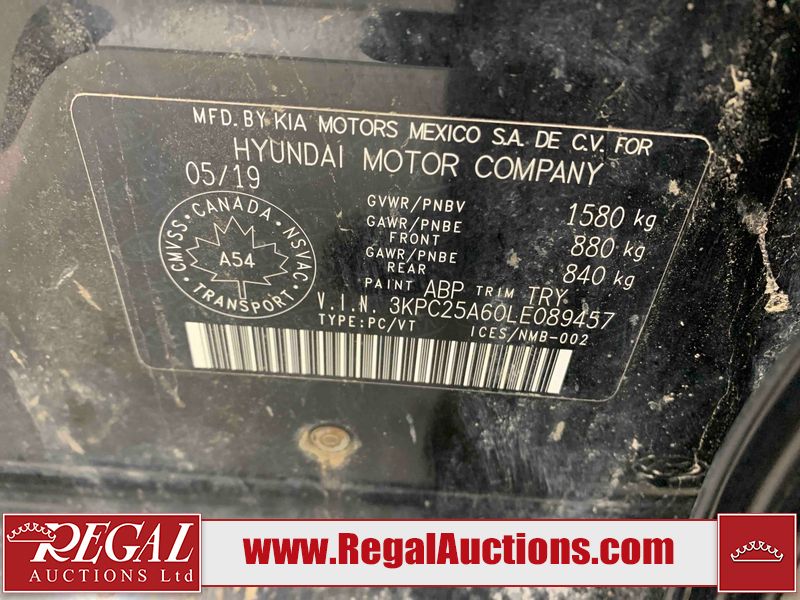 MFD. BY KIA MOTORS MEXICO S.A. DE C.V. FOR
HYUNDAI MOTOR COMPANY
05/19
GVWR/PNBV 1580 kg
GAWR/PNBE FRONT 880 kg
GAWR/PNBE REAR 840 kg
PAINT ABP TRIM TRY
V.I.N. 3KPC25A60LE089457
TYPE:PC/VT ICES/NMB-002
CMVSS • CANADA • NSVAC • TRANSPORT
A54
REGAL
AUCTIONS Ltd
www.RegalAuctions.com